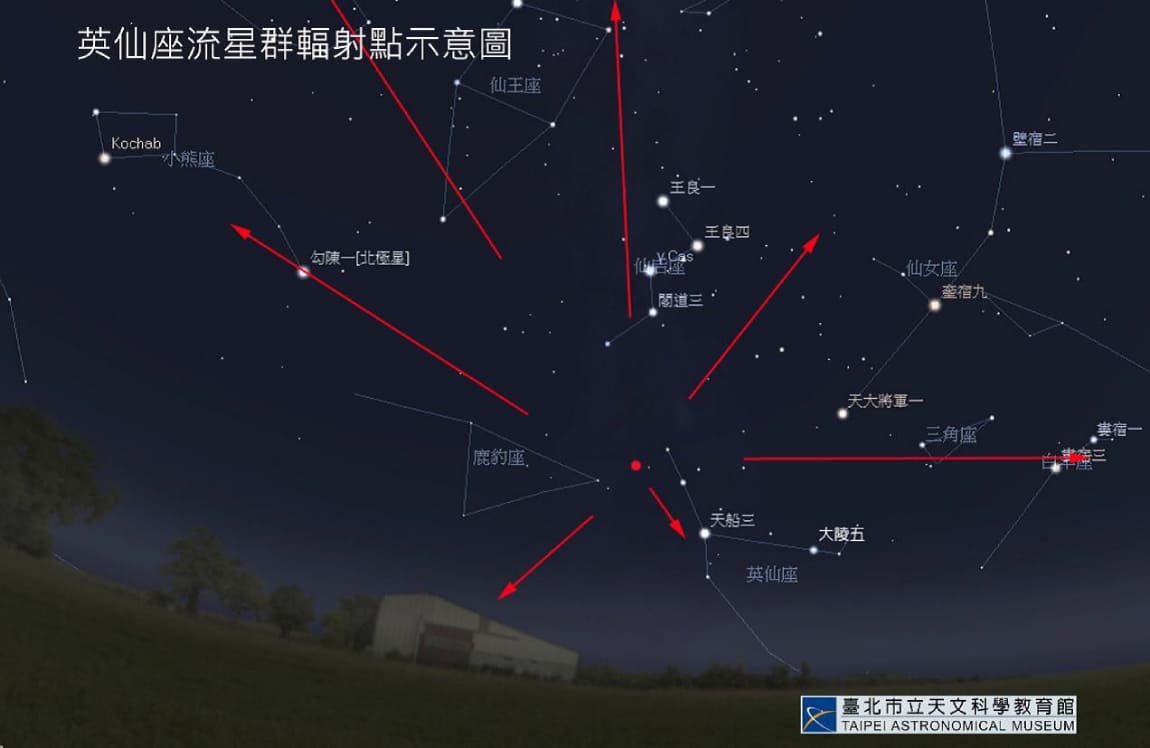 英仙座流星群輻射點示意圖
仙王座
Kochab
小熊座
壁宿二
王良一
王良四
勾陳一[北極星]
γ Cas
仙后座
仙女座
奎宿九
閣道三
天大將軍一
婁宿一
三角座
婁宿三
白羊座
鹿豹座
天船三
大陵五
英仙座
臺北市立天文科學教育館
TAIPEI ASTRONOMICAL MUSEUM